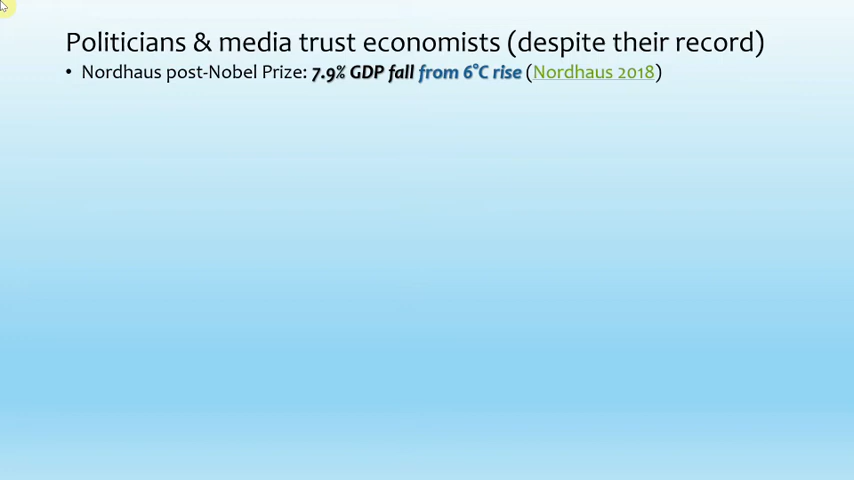 Politicians & media trust economists (despite their record)
• Nordhaus post-Nobel Prize: 7.9% GDP fall from 6°C rise (Nordhaus 2018)